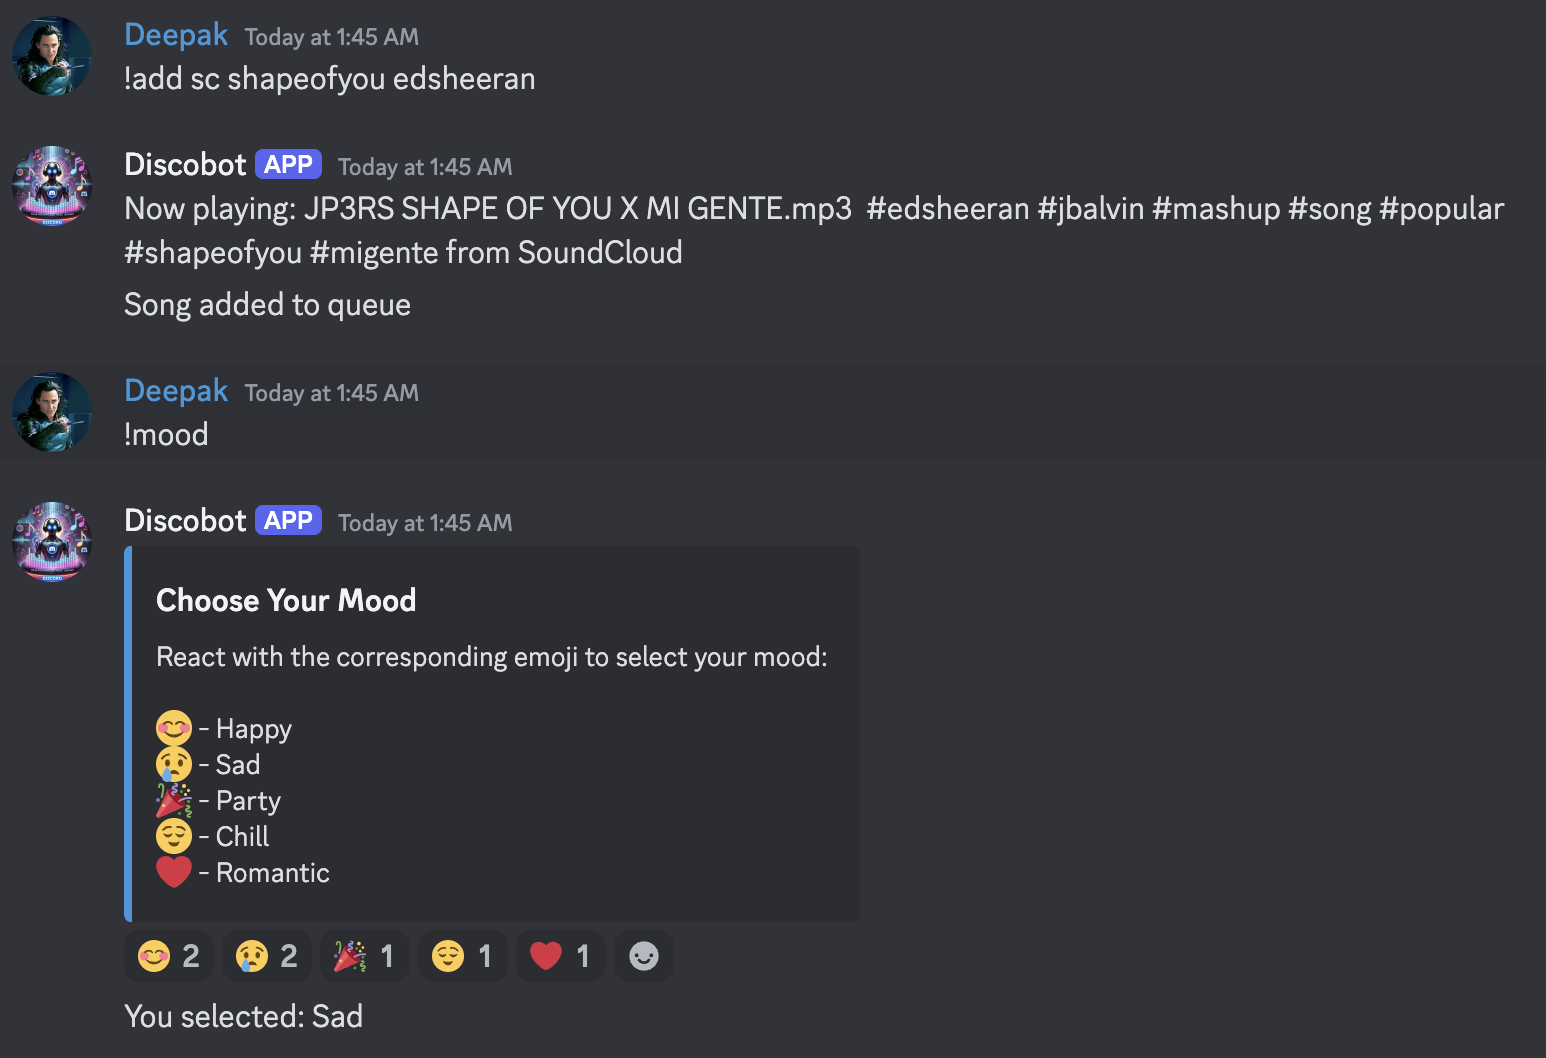 Deepak Today at 1:45 AM
!add sc shapeofyou edsheeran
Discobot APP Today at 1:45 AM
Now playing: JP3RS SHAPE OF YOU X MI GENTE.mp3 #edsheeran #jbalvin #mashup #song #popular
#shapeofyou #migente from SoundCloud
Song added to queue
Deepak Today at 1:45 AM
!mood
Discobot APP Today at 1:45 AM
Choose Your Mood
React with the corresponding emoji to select your mood:
😊 - Happy
😢 - Sad
🎉 - Party
😌 - Chill
❤️ - Romantic
😊 2 😢 2 🎉 1 😌 1 ❤️ 1
You selected: Sad